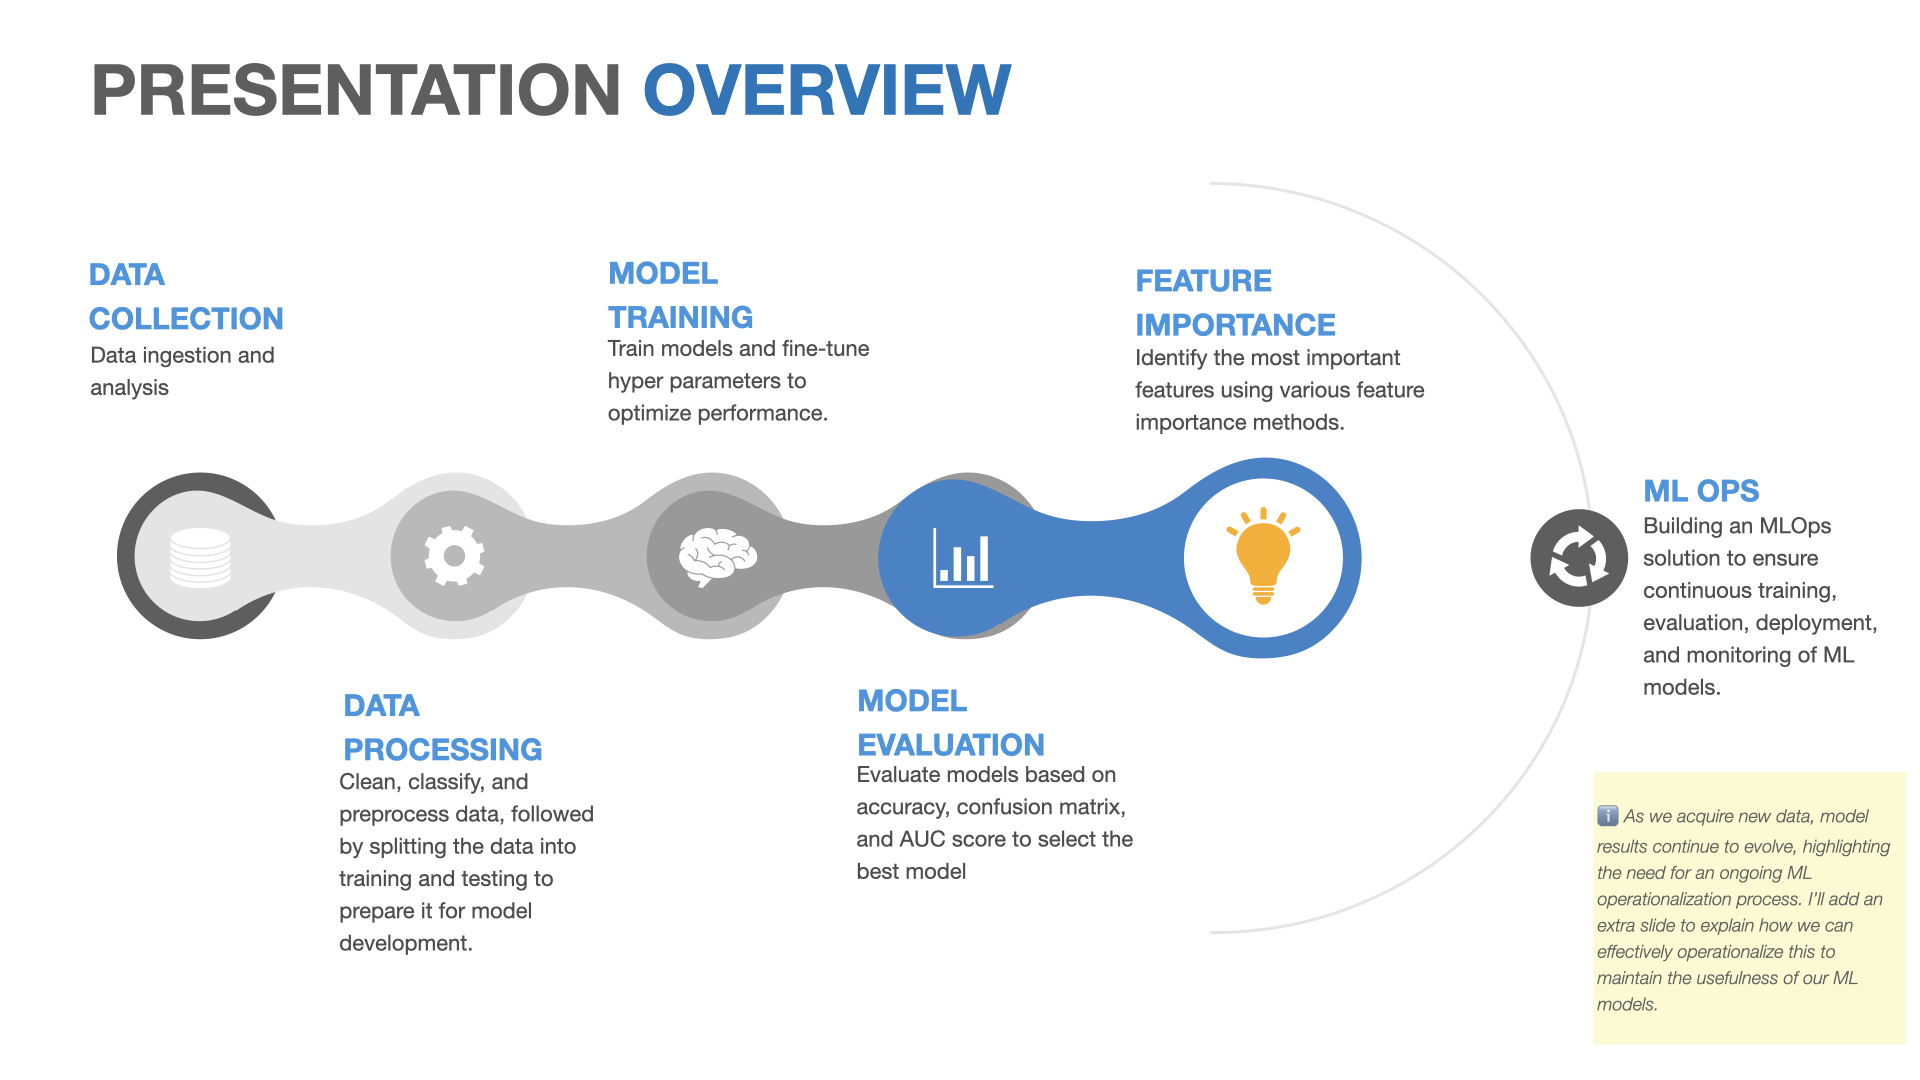 PRESENTATION OVERVIEW
DATA
COLLECTION
Data ingestion and
analysis
MODEL
TRAINING
Train models and fine-tune
hyper parameters to
optimize performance.
FEATURE
IMPORTANCE
Identify the most important
features using various feature
importance methods.
ML OPS
Building an MLOps
solution to ensure
continuous training,
evaluation, deployment,
and monitoring of ML
models.
DATA
PROCESSING
Clean, classify, and
preprocess data, followed
by splitting the data into
training and testing to
prepare it for model
development.
MODEL
EVALUATION
Evaluate models based on
accuracy, confusion matrix,
and AUC score to select the
best model
ℹ️ As we acquire new data, model
results continue to evolve, highlighting
the need for an ongoing ML
operationalization process. I’ll add an
extra slide to explain how we can
effectively operationalize this to
maintain the usefulness of our ML
models.